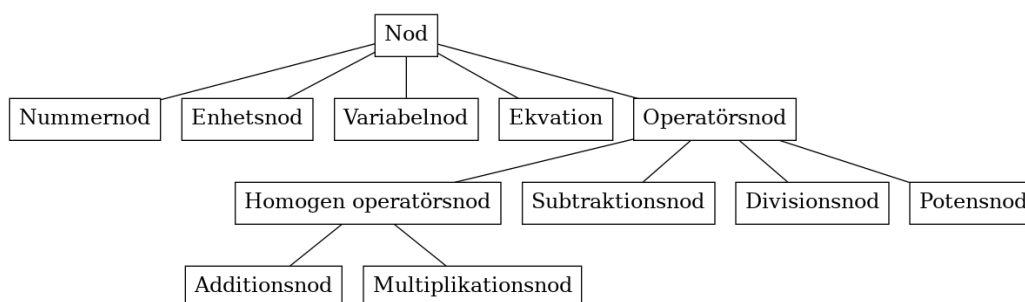 Nod
Nummernod
Enhetsnod
Variabelnod
Ekvation
Operatörsnod
Homogen operatörsnod
Subtraktionsnod
Divisionsnod
Potensnod
Additionsnod
Multiplikationsnod